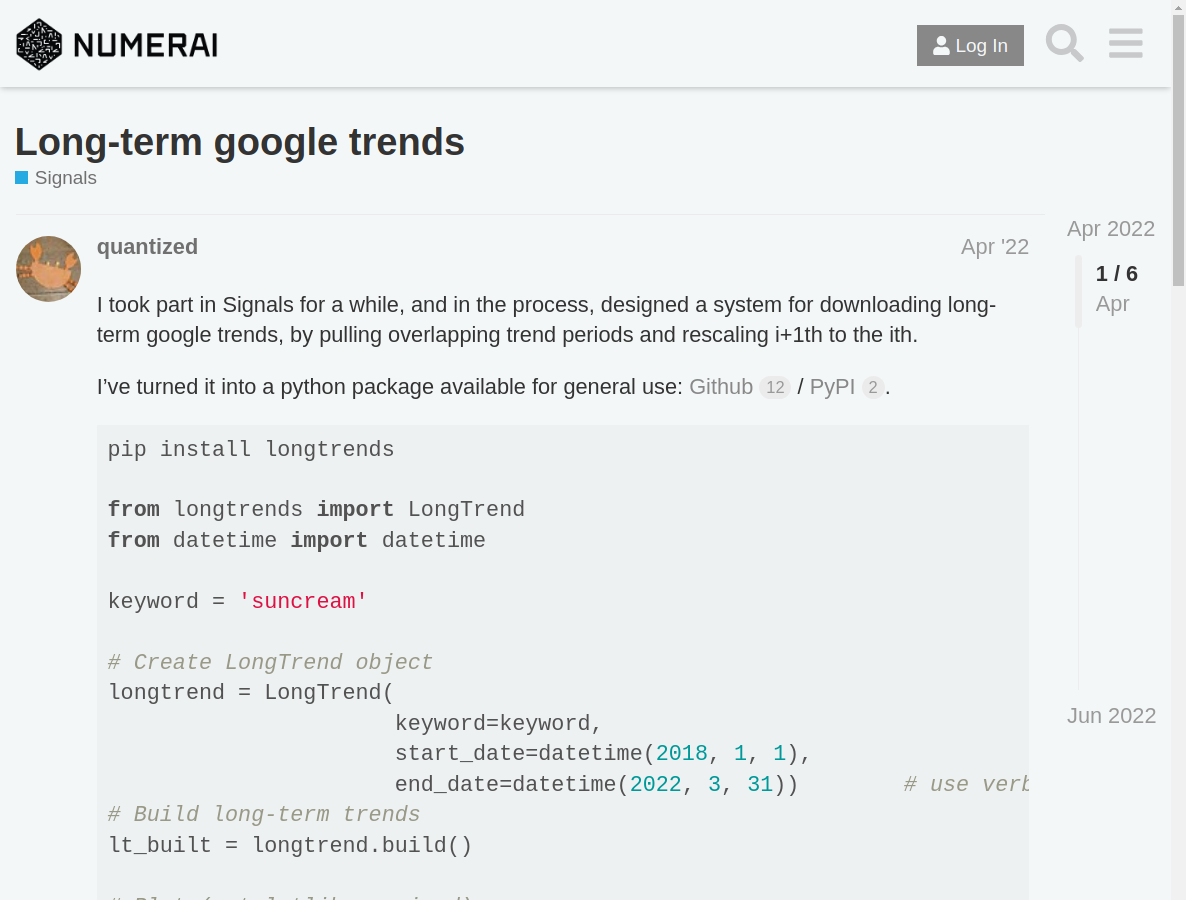 NUMERAI
Log In
Long-term google trends
Signals
Apr 2022
quantized
Apr '22
1 / 6
Apr
I took part in Signals for a while, and in the process, designed a system for downloading long-
term google trends, by pulling overlapping trend periods and rescaling i+1th to the ith.
I’ve turned it into a python package available for general use: Github 12 / PyPI 2.
pip install longtrends
from longtrends import LongTrend
from datetime import datetime
keyword = 'suncream'
# Create LongTrend object
longtrend = LongTrend(
keyword=keyword,
start_date=datetime(2018, 1, 1),
end_date=datetime(2022, 3, 31)) # use verb
Jun 2022
# Build long-term trends
lt_built = longtrend.build()